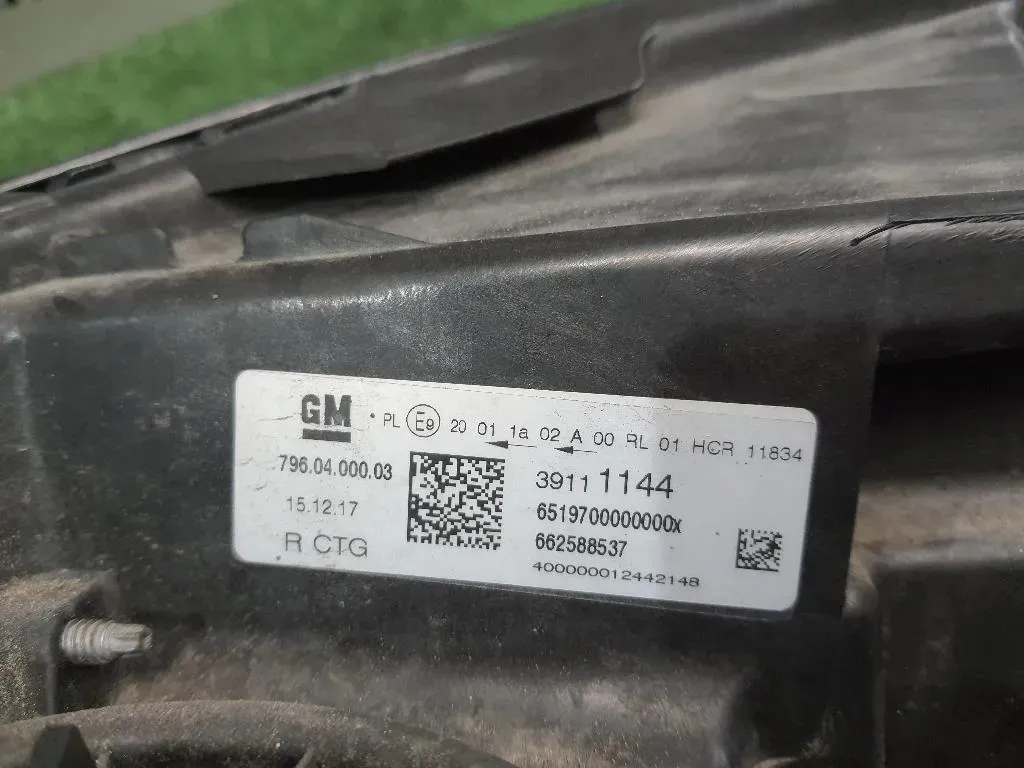 GM
• PL E9 20 01 1a 02 A 00 RL 01 HCR 11834
796.04.000.03
15.12.17
R CTG
39111144
6519700000000x
662588537
400000012442148